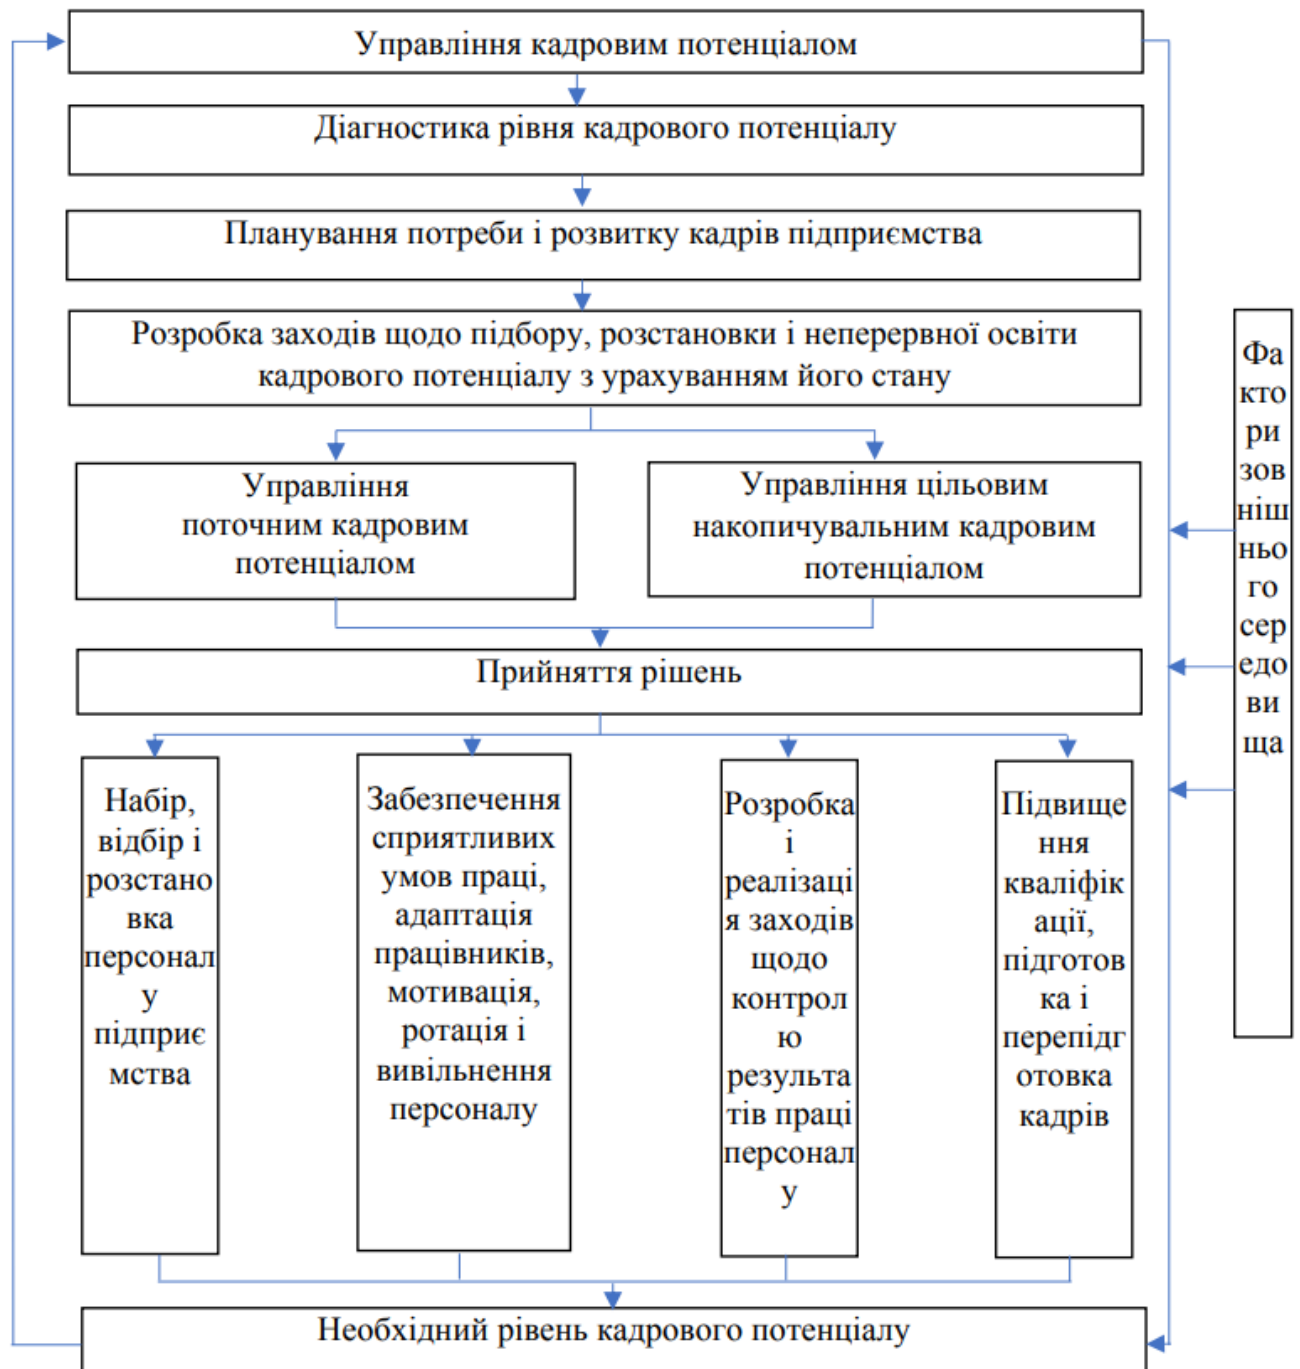 Управління кадровим потенціалом
Діагностика рівня кадрового потенціалу
Планування потреби і розвитку кадрів підприємства
Розробка заходів щодо підбору, розстановки і неперервної освіти
кадрового потенціалу з урахуванням його стану
Управління
поточним кадровим
потенціалом
Управління цільовим
накопичувальним кадровим
потенціалом
Прийняття рішень
Набір,
відбір і
розстано
вка
персонал
у
підприє
мства
Забезпечення
сприятливих
умов праці,
адаптація
працівників,
мотивація,
ротація і
вивільнення
персоналу
Розробка
і
реалізаці
я заходів
щодо
контрол
ю
результа
тів праці
персонал
у
Підвище
ння
кваліфік
ації,
підготов
ка і
перепідг
отовка
кадрів
Необхідний рівень кадрового потенціалу
Фа
кто
ри
зов
ніш
ньо
го
сер
едо
ви
ща